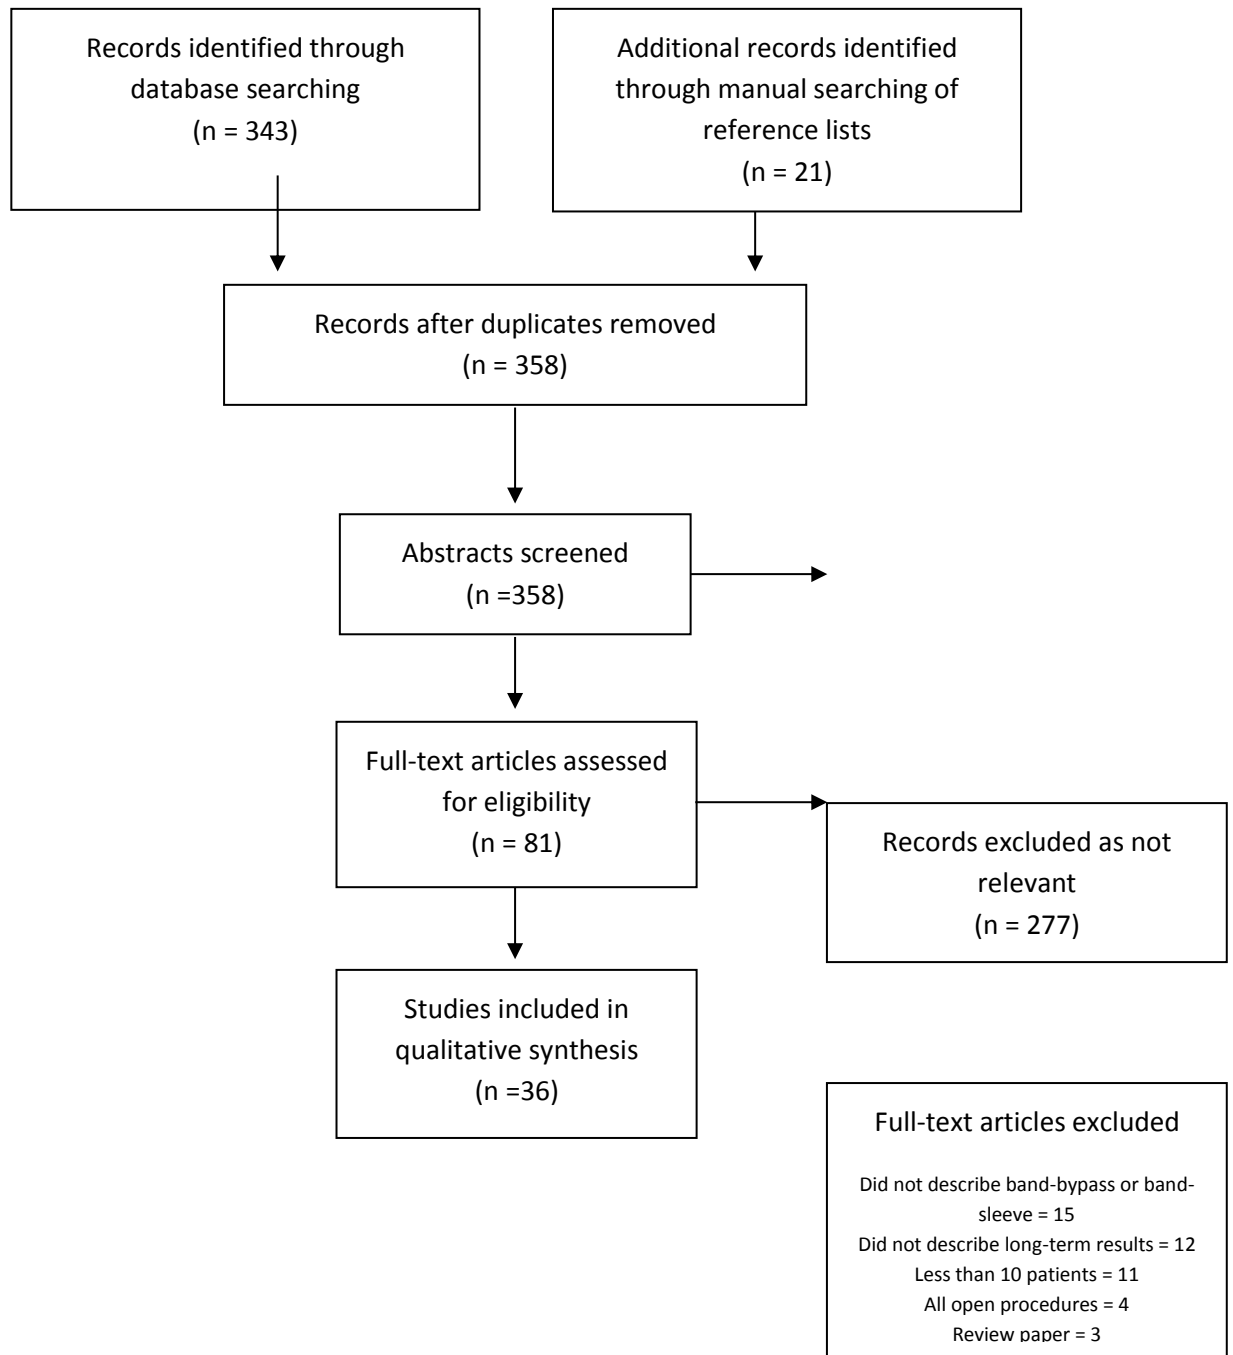 Records identified through
database searching
(n = 343)
Additional records identified
through manual searching of
reference lists
(n = 21)
Records after duplicates removed
(n = 358)
Abstracts screened
(n =358)
Full-text articles assessed
for eligibility
(n = 81)
Records excluded as not
relevant
(n = 277)
Studies included in
qualitative synthesis
(n =36)
Full-text articles excluded
Did not describe band-bypass or band-
sleeve = 15
Did not describe long-term results = 12
Less than 10 patients = 11
All open procedures = 4
Review paper = 3